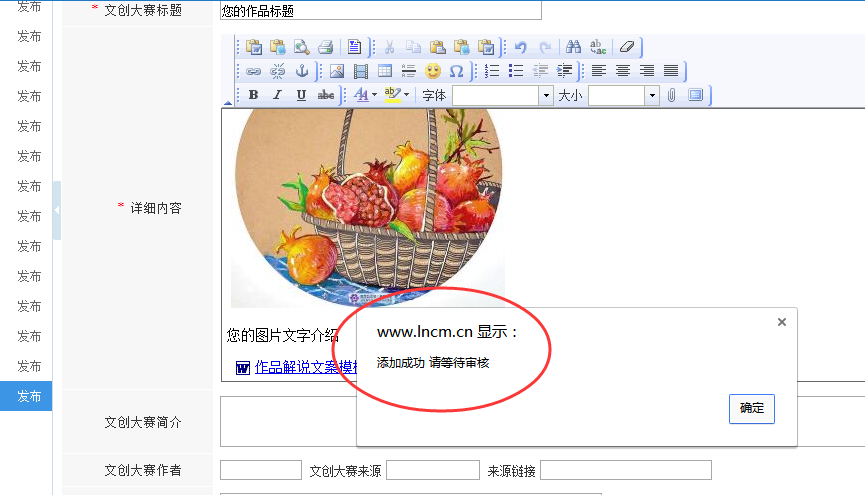 发布
* 文创大赛标题
您的作品标题
发布
发布
发布
发布
发布
发布
发布
发布
发布
发布
发布
发布
发布
B I U abc
字体
大小
* 详细内容
您的图片文字介绍
作品解说文案模
www.lncm.cn 显示：
添加成功 请等待审核
确定
文创大赛简介
文创大赛作者
文创大赛来源
来源链接